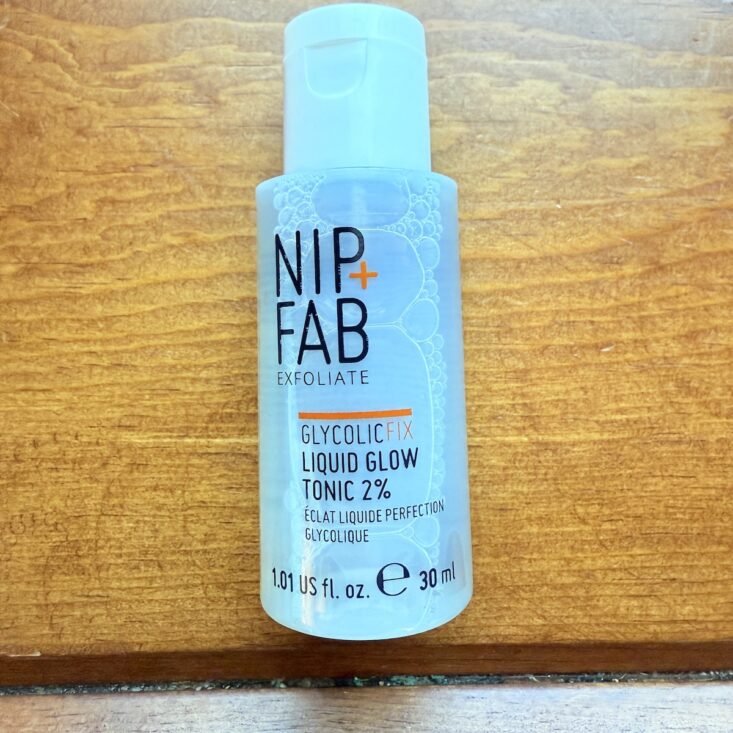 NIP+
FAB
EXFOLIATE
GLYCOLICFIX
LIQUID GLOW
TONIC 2%
ÉCLAT LIQUIDE PERFECTION
GLYCOLIQUE
1.01 US fl. oz. ℮ 30 ml